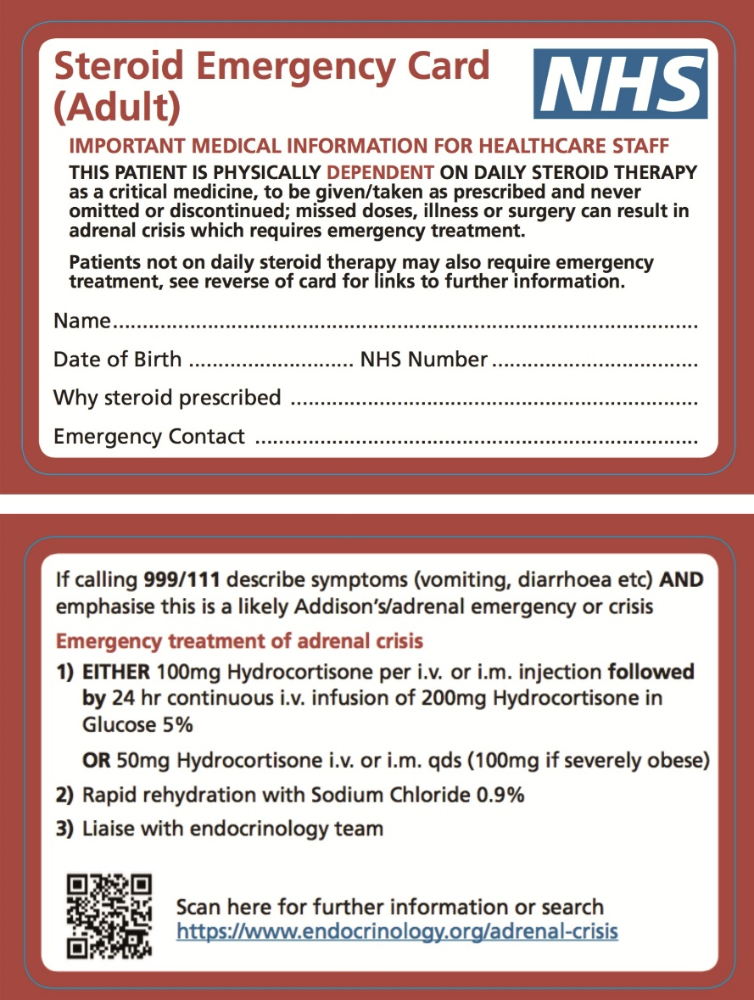 Steroid Emergency Card
(Adult)
NHS
IMPORTANT MEDICAL INFORMATION FOR HEALTHCARE STAFF
THIS PATIENT IS PHYSICALLY DEPENDENT ON DAILY STEROID THERAPY
as a critical medicine, to be given/taken as prescribed and never
omitted or discontinued; missed doses, illness or surgery can result in
adrenal crisis which requires emergency treatment.
Patients not on daily steroid therapy may also require emergency
treatment, see reverse of card for links to further information.
Name....................................................................................................
Date of Birth ............................ NHS Number...................................
Why steroid prescribed .....................................................................
Emergency Contact ...........................................................................
If calling 999/111 describe symptoms (vomiting, diarrhoea etc) AND
emphasise this is a likely Addison's/adrenal emergency or crisis
Emergency treatment of adrenal crisis
1) EITHER 100mg Hydrocortisone per i.v. or i.m. injection followed
by 24 hr continuous i.v. infusion of 200mg Hydrocortisone in
Glucose 5%
OR 50mg Hydrocortisone i.v. or i.m. qds (100mg if severely obese)
2) Rapid rehydration with Sodium Chloride 0.9%
3) Liaise with endocrinology team
Scan here for further information or search
https://www.endocrinology.org/adrenal-crisis